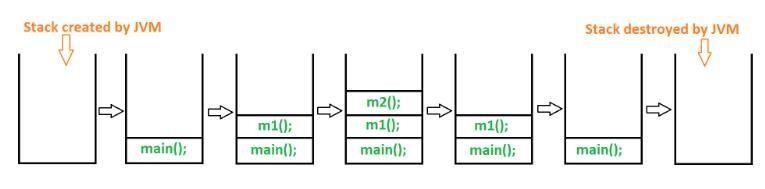 Stack created by JVM
Stack destroyed by JVM
main();
m1();
main();
m2();
m1();
main();
m1();
main();
main();